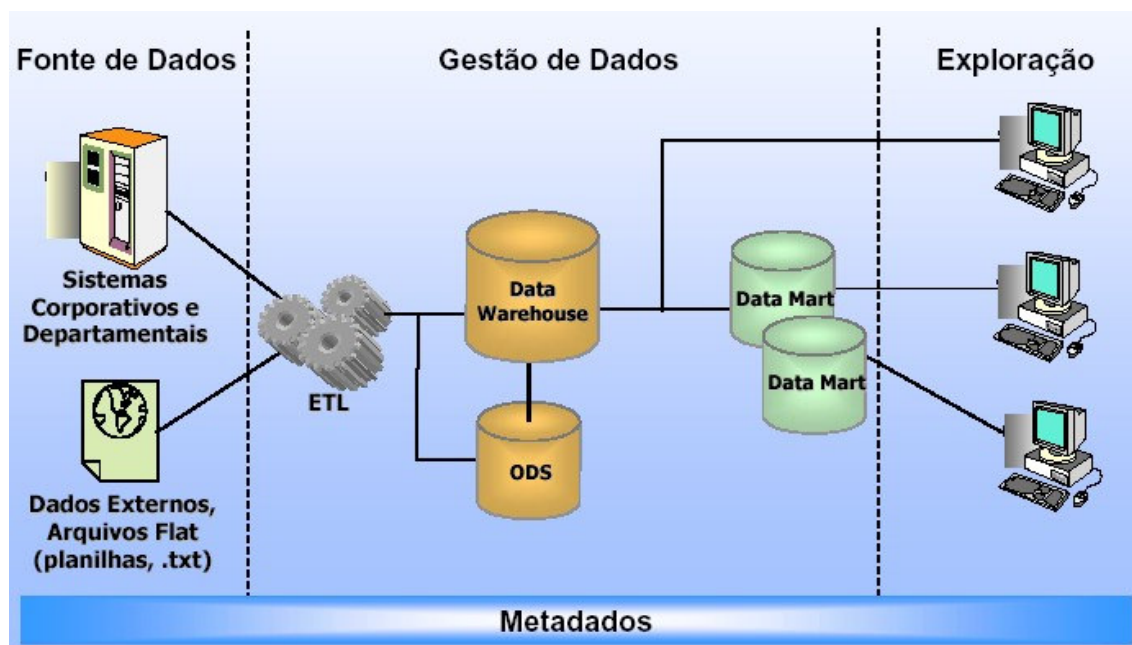 Fonte de Dados
Gestão de Dados
Exploração
Sistemas
Corporativos e
Departamentais
Dados Externos,
Arquivos Flat
(planilhas, .txt)
ETL
Data
Warehouse
ODS
Data Mart
Data Mart
Metadados